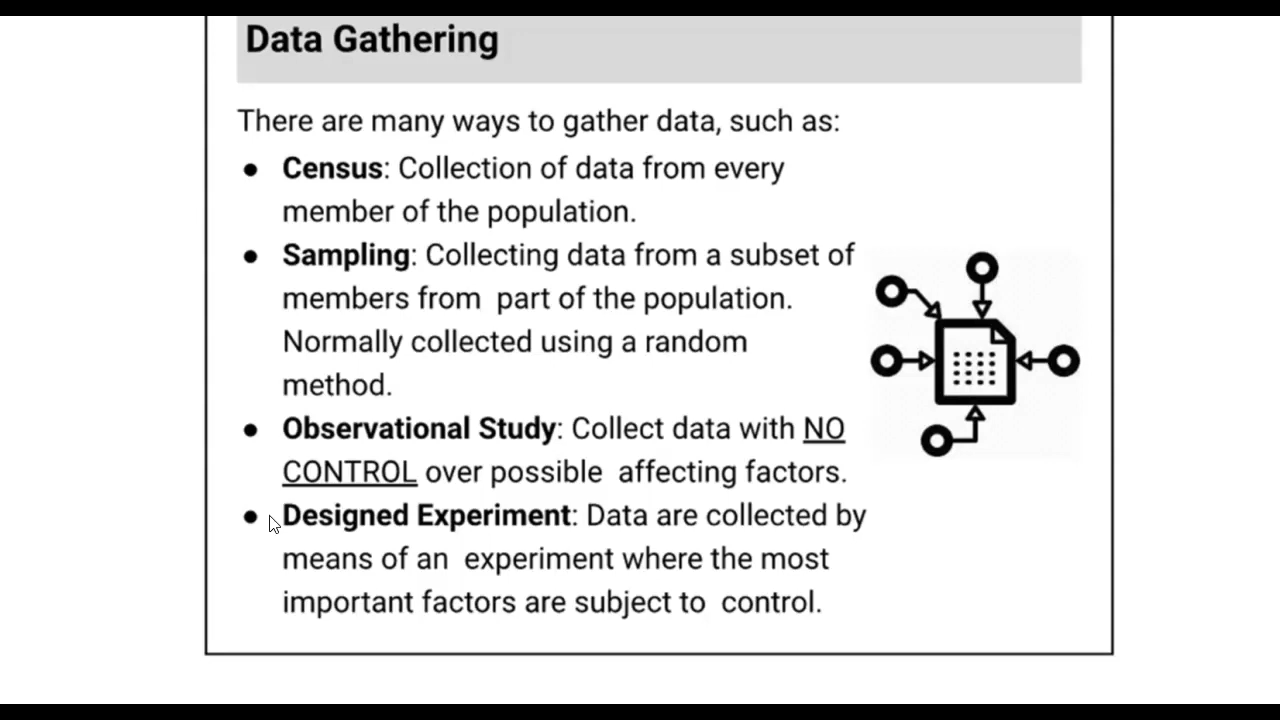 Data Gathering
There are many ways to gather data, such as:
● Census: Collection of data from every
member of the population.
● Sampling: Collecting data from a subset of
members from part of the population.
Normally collected using a random
method.
● Observational Study: Collect data with NO
CONTROL over possible affecting factors.
● Designed Experiment: Data are collected by
means of an experiment where the most
important factors are subject to control.